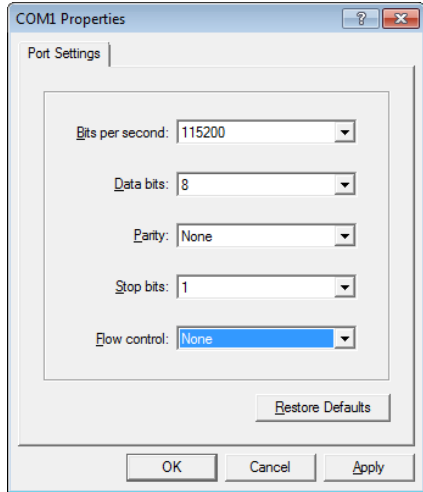 COM1 Properties
Port Settings
Bits per second: 115200
Data bits: 8
Parity: None
Stop bits: 1
Flow control: None
Restore Defaults
OK Cancel Apply